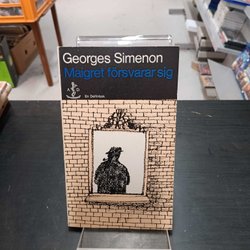 Georges Simenon
Maigret försvarar sig
A D
En Delfinbok